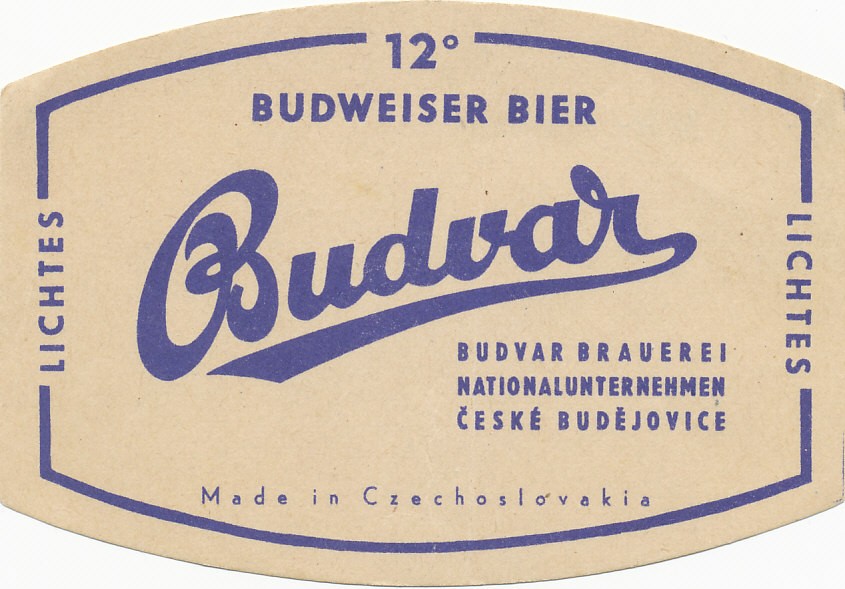 12°
BUDWEISER BIER
LICHTES
Budvar
LICHTES
BUDVAR BRAUEREI
NATIONALUNTERNEHMEN
ČESKÉ BUDĚJOVICE
Made in Czechoslovakia